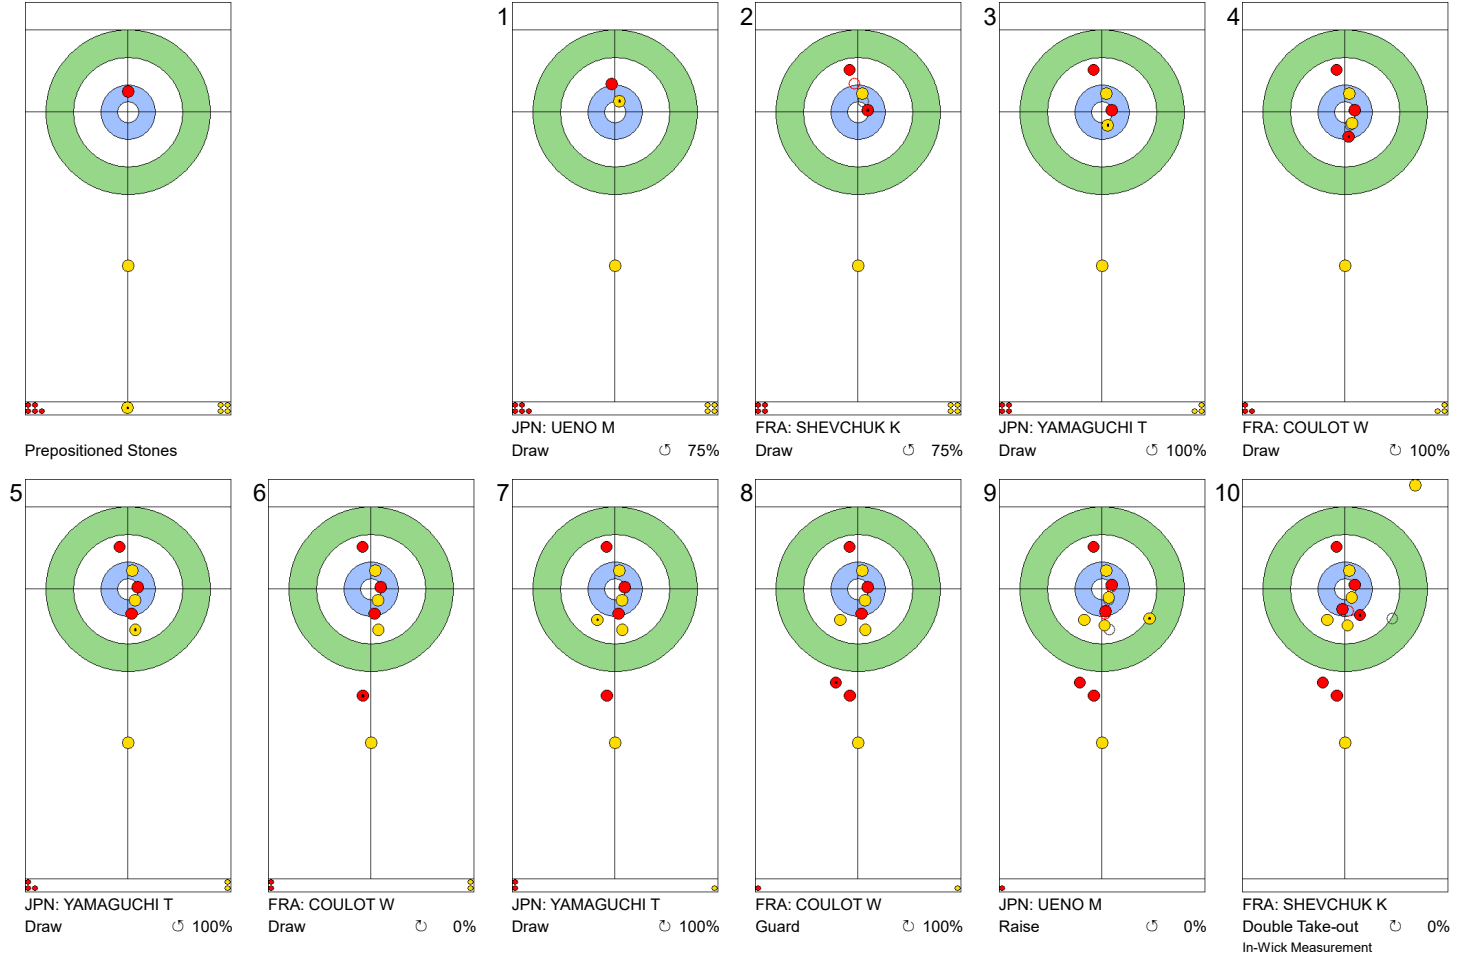 1 2 3 4
Prepositioned Stones
JPN: UENO M
Draw 75%
FRA: SHEVCHUK K
Draw 75%
JPN: YAMAGUCHI T
Draw 100%
FRA: COULOT W
Draw 100%
5 6 7 8 9 10
JPN: YAMAGUCHI T
Draw 100%
FRA: COULOT W
Draw 0%
JPN: YAMAGUCHI T
Draw 100%
FRA: COULOT W
Guard 100%
JPN: UENO M
Raise 0%
FRA: SHEVCHUK K
Double Take-out 0%
In-Wick Measurement